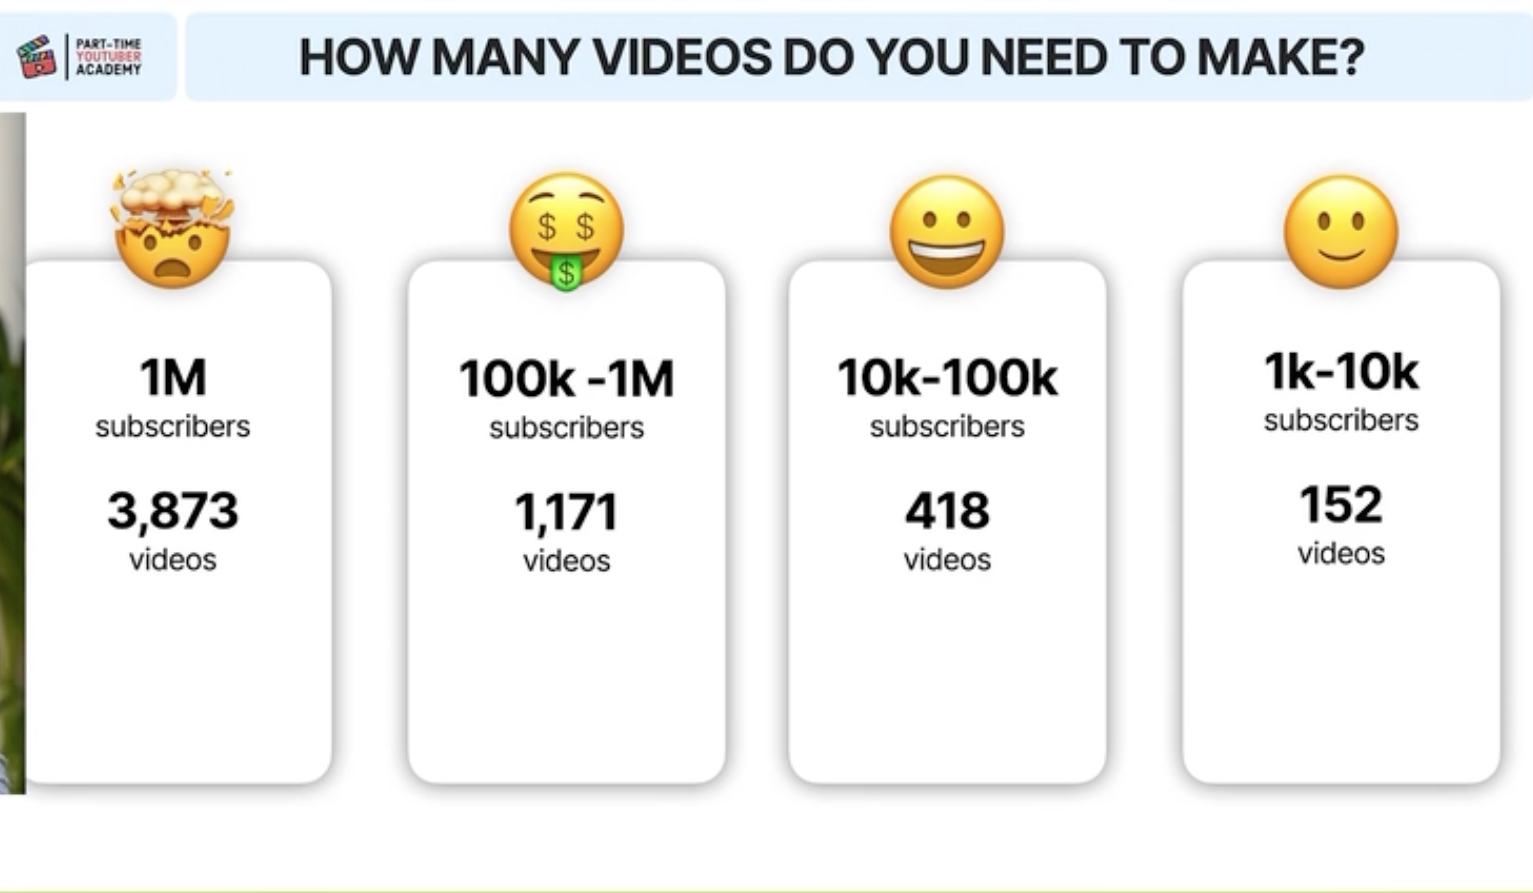 PART-TIME
YOUTUBER
ACADEMY
HOW MANY VIDEOS DO YOU NEED TO MAKE?
1M
subscribers
3,873
videos
100k -1M
subscribers
1,171
videos
10k-100k
subscribers
418
videos
1k-10k
subscribers
152
videos